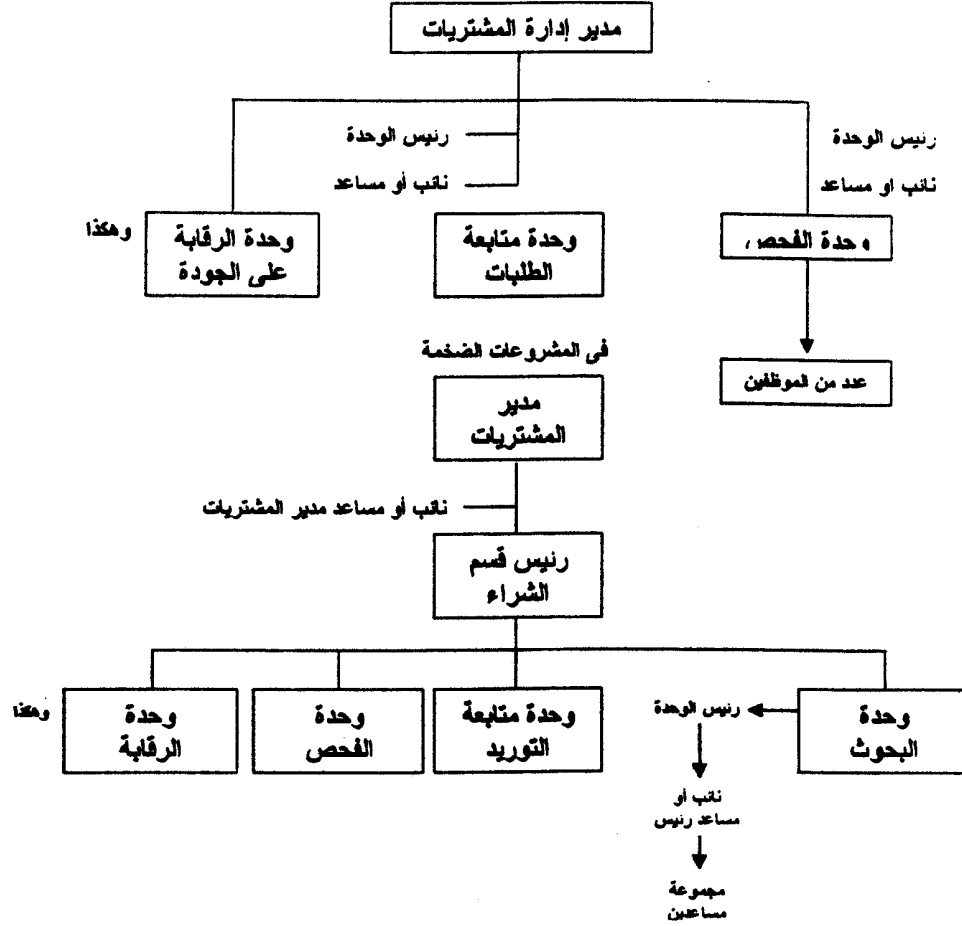 مدير إدارة المشتريات
رئيس الوحدة
نائب او مساعد
رئيس الوحدة
نائب أو مساعد
وحدة الفحص
وحدة متابعة
الطلبات
وحدة الرقابة
على الجودة
وهكذا
عدد من الموظفين
فى المشروعات الضخمة
مدير
المشتريات
نائب أو مساعد مدير المشتريات
رئيس قسم
الشراء
وحدة
البحوث
رئيس الوحدة
نائب أو
مساعد رئيس
مجموعة
مساعدين
وحدة متابعة
التوريد
وحدة
الفحص
وحدة
الرقابة
وهكذا